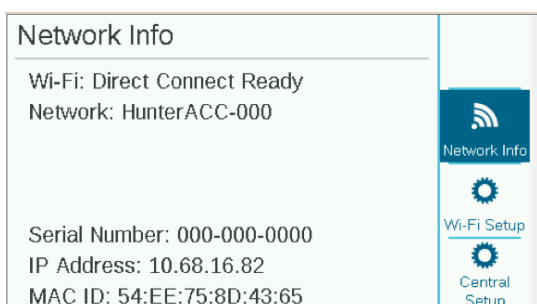 Network Info
Wi-Fi: Direct Connect Ready
Network: HunterACC-000
Network Info
Wi-Fi Setup
Serial Number: 000-000-0000
IP Address: 10.68.16.82
MAC ID: 54:EE:75:8D:43:65
Central
Setup